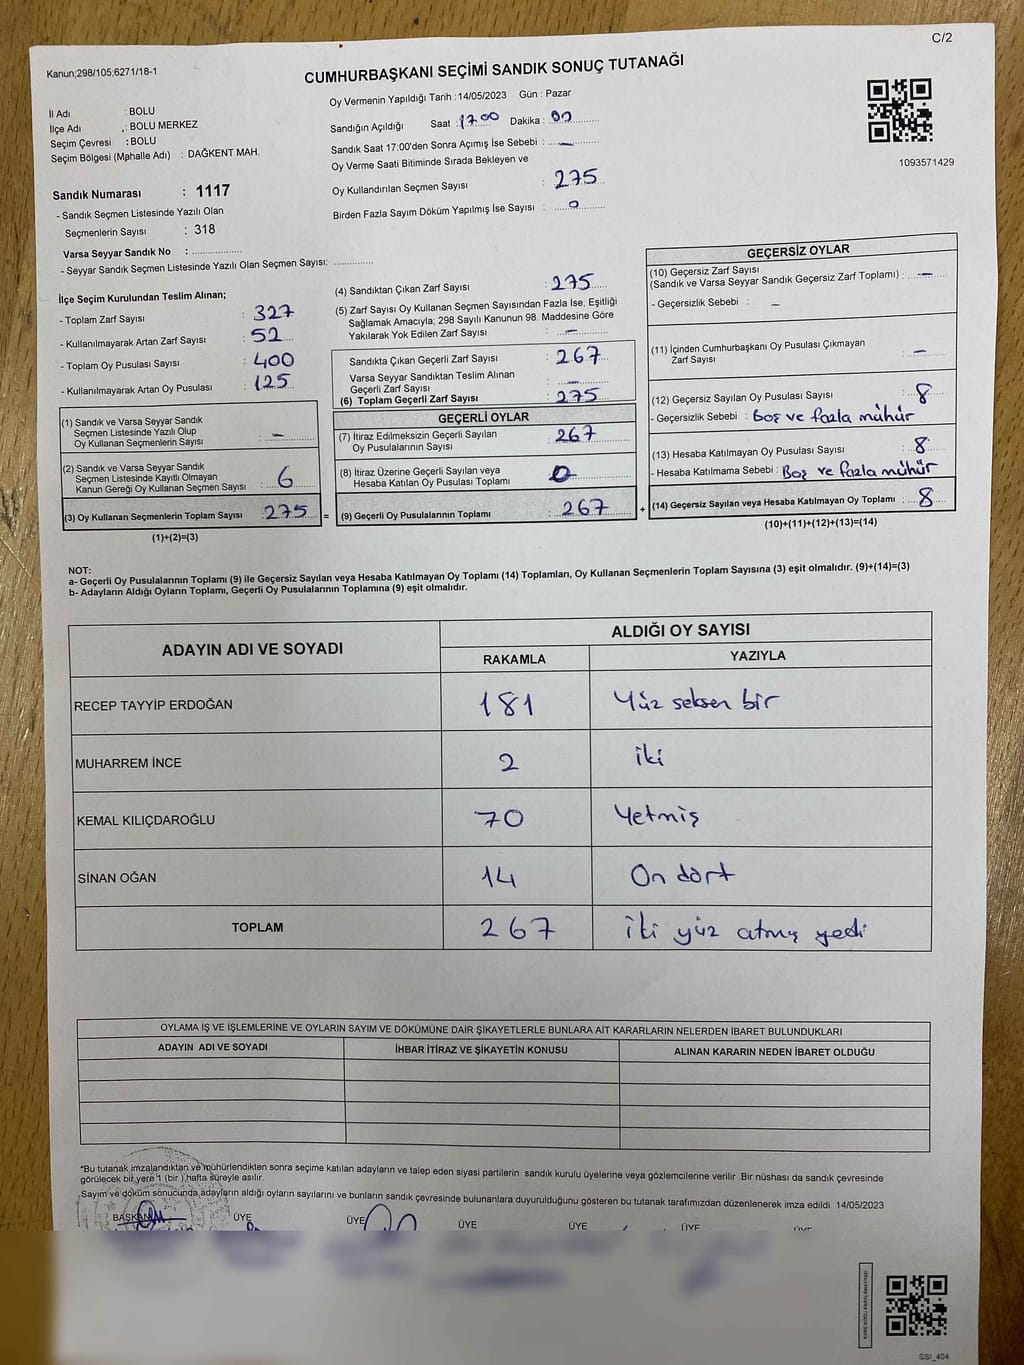 C/2
Kanun;298/105;6271/18-1
CUMHURBAŞKANI SEÇİMİ SANDIK SONUÇ TUTANAĞI
İl Adı : BOLU
İlçe Adı : BOLU MERKEZ
Seçim Çevresi : BOLU
Seçim Bölgesi (Mahalle Adı) : DAĞKENT MAH.
Oy Vermenin Yapıldığı Tarih :14/05/2023 Gün : Pazar
Sandığın Açıldığı Saat :17.00 Dakika : 00
Sandık Saat 17:00'den Sonra Açımış İse Sebebi : —
Oy Verme Saati Bitiminde Sırada Bekleyen ve
Oy Kullandırılan Seçmen Sayısı : 275
Birden Fazla Sayım Döküm Yapılmış İse Sayısı : 0
1093571429
Sandık Numarası : 1117
- Sandık Seçmen Listesinde Yazılı Olan
Seçmenlerin Sayısı : 318
Varsa Seyyar Sandık No :
- Seyyar Sandık Seçmen Listesinde Yazılı Olan Seçmen Sayısı:
İlçe Seçim Kurulundan Teslim Alınan;
- Toplam Zarf Sayısı : 327
- Kullanılmayarak Artan Zarf Sayısı : 52
- Toplam Oy Pusulası Sayısı : 400
- Kullanılmayarak Artan Oy Pusulası : 125
(1) Sandık ve Varsa Seyyar Sandık
Seçmen Listesinde Yazılı Olup
Oy Kullanan Seçmenlerin Sayısı : —
(2) Sandık ve Varsa Seyyar Sandık
Seçmen Listesinde Kayıtlı Olmayan
Kanun Gereği Oy Kullanan Seçmen Sayısı : 6
(3) Oy Kullanan Seçmenlerin Toplam Sayısı : 275 =
(1)+(2)=(3)
(4) Sandıktan Çıkan Zarf Sayısı : 275
(5) Zarf Sayısı Oy Kullanan Seçmen Sayısından Fazla İse, Eşitliği
Sağlamak Amacıyla; 298 Sayılı Kanunun 98. Maddesine Göre
Yakılarak Yok Edilen Zarf Sayısı : —
Sandıkta Çıkan Geçerli Zarf Sayısı : 267
Varsa Seyyar Sandıktan Teslim Alınan
Geçerli Zarf Sayısı : —
(6) Toplam Geçerli Zarf Sayısı : 275
GEÇERLİ OYLAR
(7) İtiraz Edilmeksizin Geçerli Sayılan
Oy Pusulalarının Sayısı : 267
(8) İtiraz Üzerine Geçerli Sayılan veya
Hesaba Katılan Oy Pusulası Toplamı : 0
(9) Geçerli Oy Pusulalarının Toplamı : 267 +
GEÇERSİZ OYLAR
(10) Geçersiz Zarf Sayısı
(Sandık ve Varsa Seyyar Sandık Geçersiz Zarf Toplamı) : —
- Geçersizlik Sebebi : —
(11) İçinden Cumhurbaşkanı Oy Pusulası Çıkmayan
Zarf Sayısı : —
(12) Geçersiz Sayılan Oy Pusulası Sayısı : 8
- Geçersizlik Sebebi : Boş ve fazla mühür
(13) Hesaba Katılmayan Oy Pusulası Sayısı : 8
- Hesaba Katılmama Sebebi : Boş ve fazla mühür
(14) Geçersiz Sayılan veya Hesaba Katılmayan Oy Toplamı : 8
(10)+(11)+(12)+(13)=(14)
NOT:
a- Geçerli Oy Pusulalarının Toplamı (9) ile Geçersiz Sayılan veya Hesaba Katılmayan Oy Toplamı (14) Toplamları, Oy Kullanan Seçmenlerin Toplam Sayısına (3) eşit olmalıdır. (9)+(14)=(3)
b- Adayların Aldığı Oyların Toplamı, Geçerli Oy Pusulalarının Toplamına (9) eşit olmalıdır.
ADAYIN ADI VE SOYADI
ALDIĞI OY SAYISI
RAKAMLA YAZIYLA
RECEP TAYYİP ERDOĞAN 181 Yüz seksen bir
MUHARREM İNCE 2 iki
KEMAL KILIÇDAROĞLU 70 Yetmiş
SİNAN OĞAN 14 On dört
TOPLAM 267 iki yüz atmış yedi
OYLAMA İŞ VE İŞLEMLERİNE VE OYLARIN SAYIM VE DÖKÜMÜNE DAİR ŞİKAYETLERLE BUNLARA AİT KARARLARIN NELERDEN İBARET BULUNDUKLARI
ADAYIN ADI VE SOYADI İHBAR İTİRAZ VE ŞİKAYETİN KONUSU ALINAN KARARIN NEDEN İBARET OLDUĞU
*Bu tutanak imzalandıktan ve mühürlendikten sonra seçime katılan adayların ve talep eden siyasi partilerin sandık kurulu üyelerine veya gözlemcilerine verilir. Bir nüshası da sandık çevresinde
görülecek bir yere 1 (bir ) hafta süreyle asılır.
Sayım ve döküm sonucunda adayların aldığı oyların sayılarını ve bunların sandık çevresinde bulunanlara duyurulduğunu gösteren bu tutanak tarafımızdan düzenlenerek imza edildi. 14/05/2023
BAŞKAN ÜYE ÜYE ÜYE ÜYE ÜYE ÜYE
SSI_404